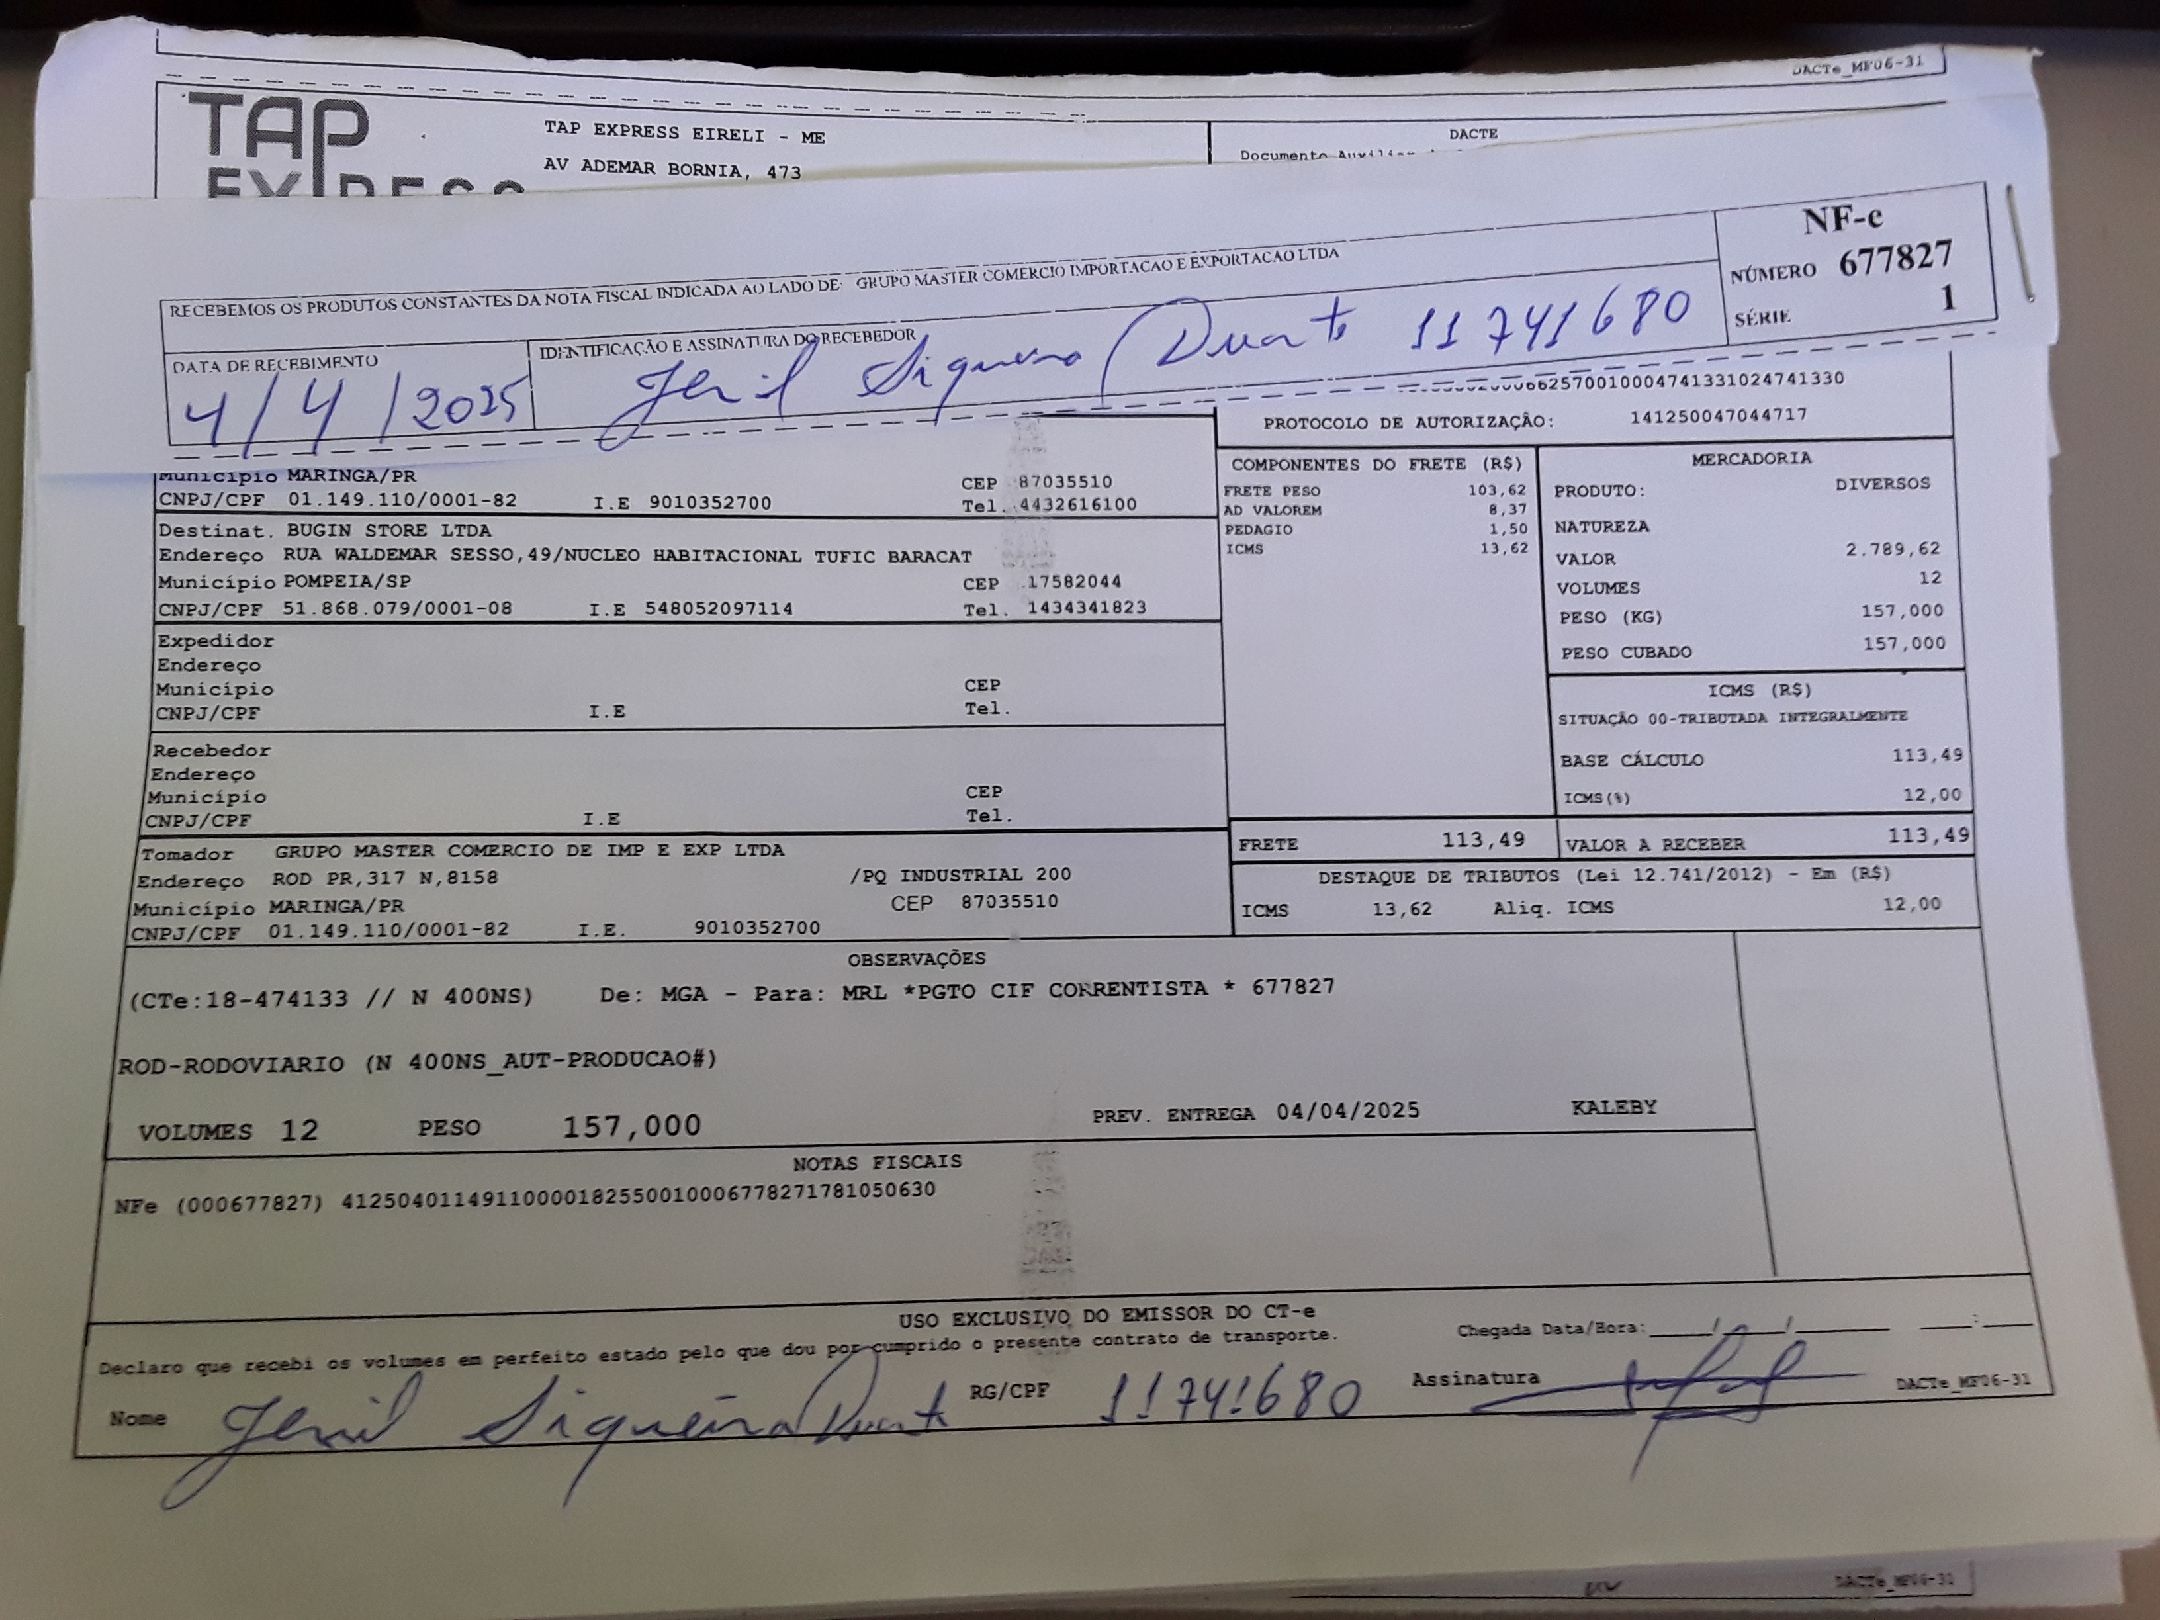 DACTe_MF06-31
TAP
TAP EXPRESS EIRELI - ME
DACTE
AV ADEMAR BORNIA, 473
Documento
EXPRESS
RECEBEMOS OS PRODUTOS CONSTANTES DA NOTA FISCAL INDICADA AO LADO DE: GRUPO MASTER COMERCIO IMPORTACAO E EXPORTACAO LTDA
NF-e
NÚMERO 677827
SÉRIE 1
DATA DE RECEBIMENTO
4/4/2025
IDENTIFICAÇÃO E ASSINATURA DO RECEBEDOR
Siqueira Duarte 11741680
662570010004741331024741330
PROTOCOLO DE AUTORIZAÇÃO: 141250047044717
Município MARINGA/PR CEP 87035510
CNPJ/CPF 01.149.110/0001-82 I.E 9010352700 Tel. 4432616100
Destinat. BUGIN STORE LTDA
Endereço RUA WALDEMAR SESSO,49/NUCLEO HABITACIONAL TUFIC BARACAT
Município POMPEIA/SP CEP 17582044
CNPJ/CPF 51.868.079/0001-08 I.E 548052097114 Tel. 1434341823
Expedidor
Endereço
Município CEP
CNPJ/CPF I.E Tel.
Recebedor
Endereço
Município CEP
CNPJ/CPF I.E Tel.
Tomador GRUPO MASTER COMERCIO DE IMP E EXP LTDA
Endereço ROD PR,317 N,8158 /PQ INDUSTRIAL 200
Município MARINGA/PR CEP 87035510
CNPJ/CPF 01.149.110/0001-82 I.E. 9010352700
COMPONENTES DO FRETE (R$)
FRETE PESO 103,62
AD VALOREM 8,37
PEDAGIO 1,50
ICMS 13,62
MERCADORIA
PRODUTO: DIVERSOS
NATUREZA
VALOR 2.789,62
VOLUMES 12
PESO (KG) 157,000
PESO CUBADO 157,000
ICMS (R$)
SITUAÇÃO 00-TRIBUTADA INTEGRALMENTE
BASE CÁLCULO 113,49
ICMS(%) 12,00
FRETE 113,49 VALOR A RECEBER 113,49
DESTAQUE DE TRIBUTOS (Lei 12.741/2012) - Em (R$)
ICMS 13,62 Aliq. ICMS 12,00
OBSERVAÇÕES
(CTe:18-474133 // N 400NS) De: MGA - Para: MRL *PGTO CIF CORRENTISTA * 677827
ROD-RODOVIARIO (N 400NS_AUT-PRODUCAO#)
VOLUMES 12 PESO 157,000 PREV. ENTREGA 04/04/2025 KALEBY
NOTAS FISCAIS
NFe (000677827) 41250401149110000182550010006778271781050630
USO EXCLUSIVO DO EMISSOR DO CT-e
Declaro que recebi os volumes em perfeito estado pelo que dou por cumprido o presente contrato de transporte. Chegada Data/Hora: ____/____/______ ____:____
Nome Siqueira Duarte RG/CPF 11741680 Assinatura
DACTe_MF06-31
DACTe_MF06-31